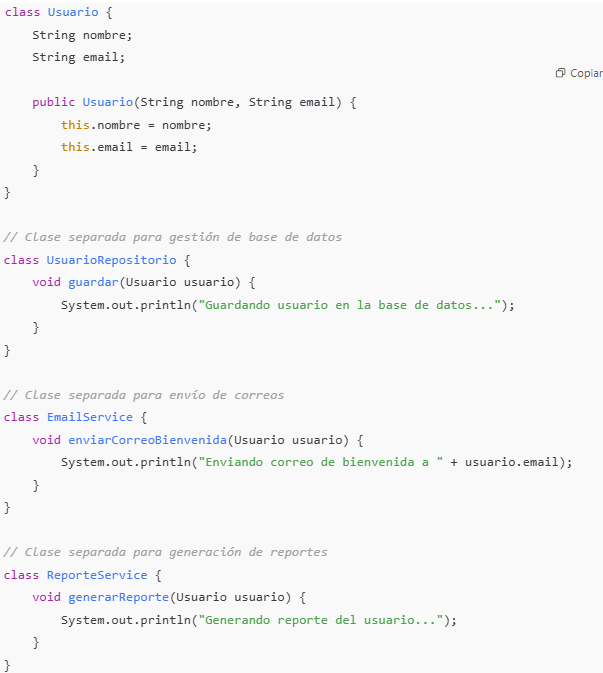 class Usuario {
    String nombre;
    String email;
Copiar
    public Usuario(String nombre, String email) {
        this.nombre = nombre;
        this.email = email;
    }
}
// Clase separada para gestión de base de datos
class UsuarioRepositorio {
    void guardar(Usuario usuario) {
        System.out.println("Guardando usuario en la base de datos...");
    }
}
// Clase separada para envío de correos
class EmailService {
    void enviarCorreoBienvenida(Usuario usuario) {
        System.out.println("Enviando correo de bienvenida a " + usuario.email);
    }
}
// Clase separada para generación de reportes
class ReporteService {
    void generarReporte(Usuario usuario) {
        System.out.println("Generando reporte del usuario...");
    }
}